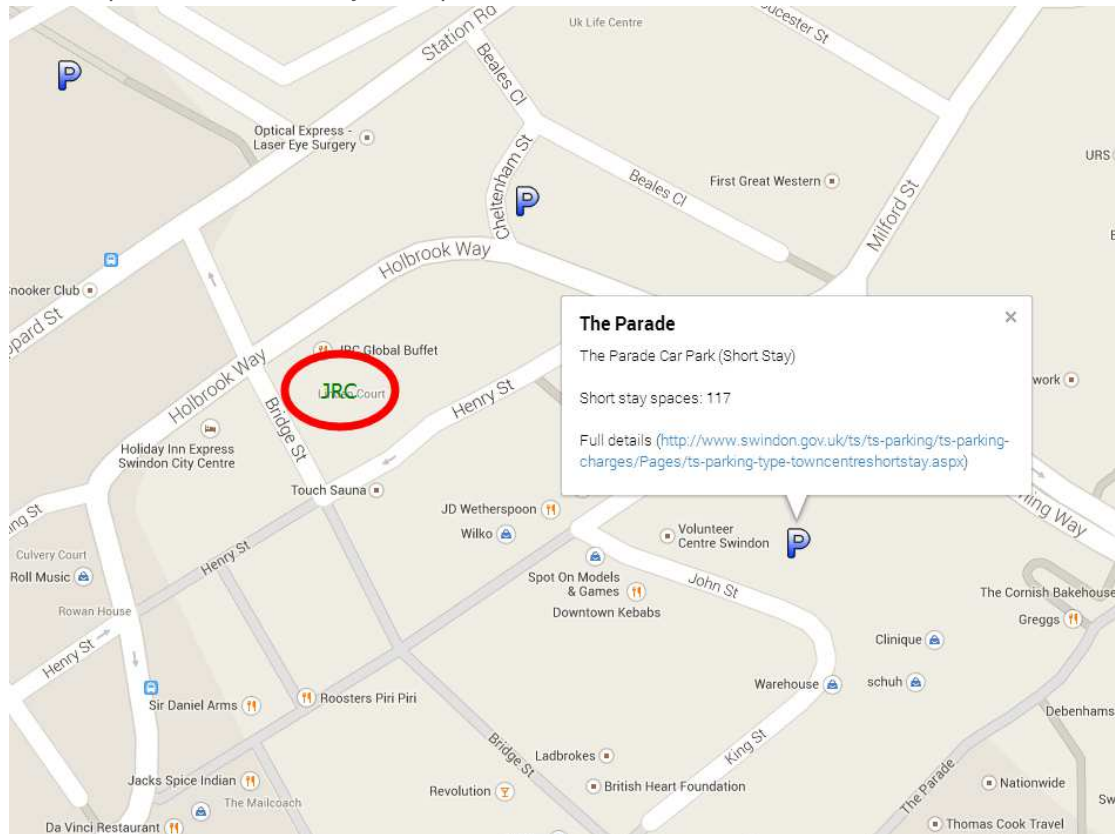 Station Rd
Uk Life Centre
Beales Cl
Optical Express -
Laser Eye Surgery
URS
Cheltenham St
Beales Cl
First Great Western
Milford St
Holbrook Way
nooker Club
The Parade
×
The Parade Car Park (Short Stay)
Short stay spaces: 117
Full details (http://www.swindon.gov.uk/ts/ts-parking/ts-parking-
charges/Pages/ts-parking-type-towncentreshortstay.aspx)
JRC Global Buffet
JRC
Holbrook Way
Henry St
work
Bridge St
Holiday Inn Express
Swindon City Centre
Touch Sauna
JD Wetherspoon
Wilko
Volunteer
Centre Swindon
ning Way
ng St
Culvery Court
Roll Music
Henry St
Spot On Models
& Games
Downtown Kebabs
John St
The Cornish Bakehouse
Greggs
Rowan House
Clinique
Henry St
Warehouse
schuh
Sir Daniel Arms
Roosters Piri Piri
Debenhams
Bridge St
Ladbrokes
King St
Jacks Spice Indian
The Mailcoach
Revolution
British Heart Foundation
The Parade
Nationwide
Sw
Da Vinci Restaurant
Thomas Cook Travel
P
P
P